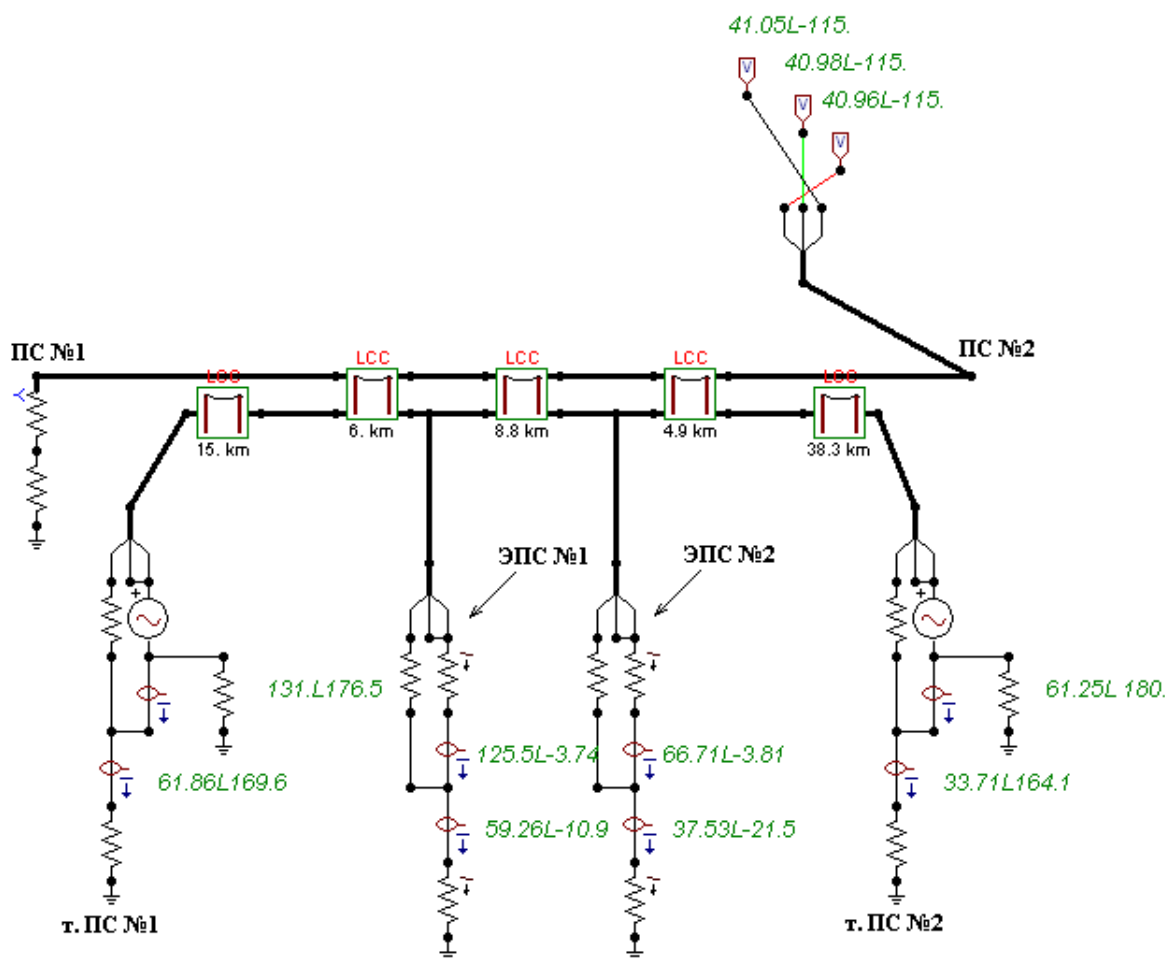 41.05L-115.
V
40.98L-115.
V
40.96L-115.
V
ПС №1
ПС №2
LCC
LCC
LCC
LCC
LCC
15. km
6. km
8.8 km
4.9 km
38.3 km
ЭПС №1
ЭПС №2
+
+
131.L176.5
61.25L180.
I
I
I
I
125.5L-3.74
66.71L-3.81
61.86L169.6
33.71L164.1
I
I
I
I
59.26L-10.9
37.53L-21.5
т. ПС №1
т. ПС №2